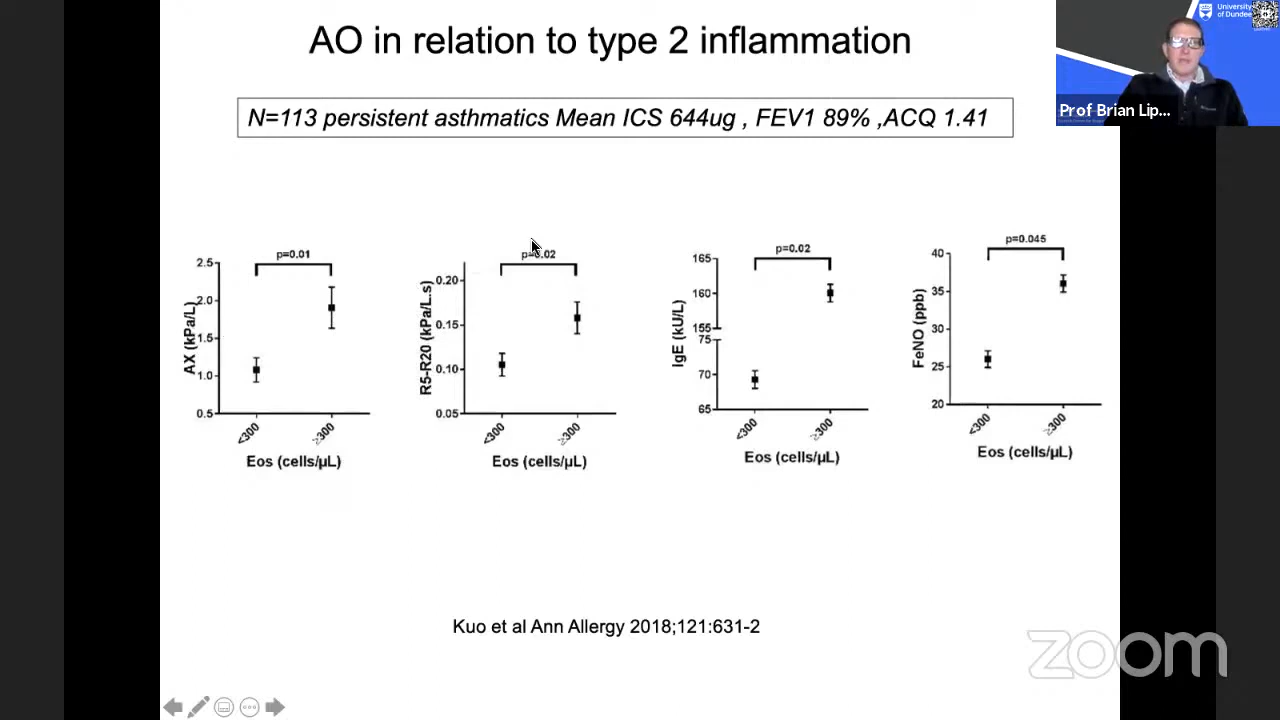 AO in relation to type 2 inflammation
University
of Dundee
Prof Brian Lip...
N=113 persistent asthmatics Mean ICS 644ug , FEV1 89% ,ACQ 1.41
p=0.01
2.5
2.0
1.5
1.0
0.5
AX (kPa/L)
<300
≥300
Eos (cells/µL)
p=0.02
0.20
0.15
0.10
0.05
R5-R20 (kPa/L.s)
<300
≥300
Eos (cells/µL)
p=0.02
165
160
155
75
70
65
IgE (kU/L)
<300
≥300
Eos (cells/µL)
p=0.045
40
35
30
25
20
FeNO (ppb)
<300
≥300
Eos (cells/µL)
Kuo et al Ann Allergy 2018;121:631-2
zoom